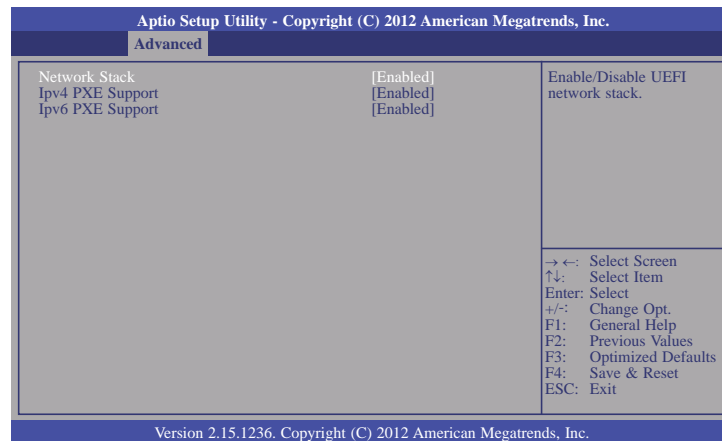 Aptio Setup Utility - Copyright (C) 2012 American Megatrends, Inc.
Advanced
Network Stack [Enabled]
Ipv4 PXE Support [Enabled]
Ipv6 PXE Support [Enabled]
Enable/Disable UEFI
network stack.
→ ←: Select Screen
↑↓: Select Item
Enter: Select
+/-: Change Opt.
F1: General Help
F2: Previous Values
F3: Optimized Defaults
F4: Save & Reset
ESC: Exit
Version 2.15.1236. Copyright (C) 2012 American Megatrends, Inc.